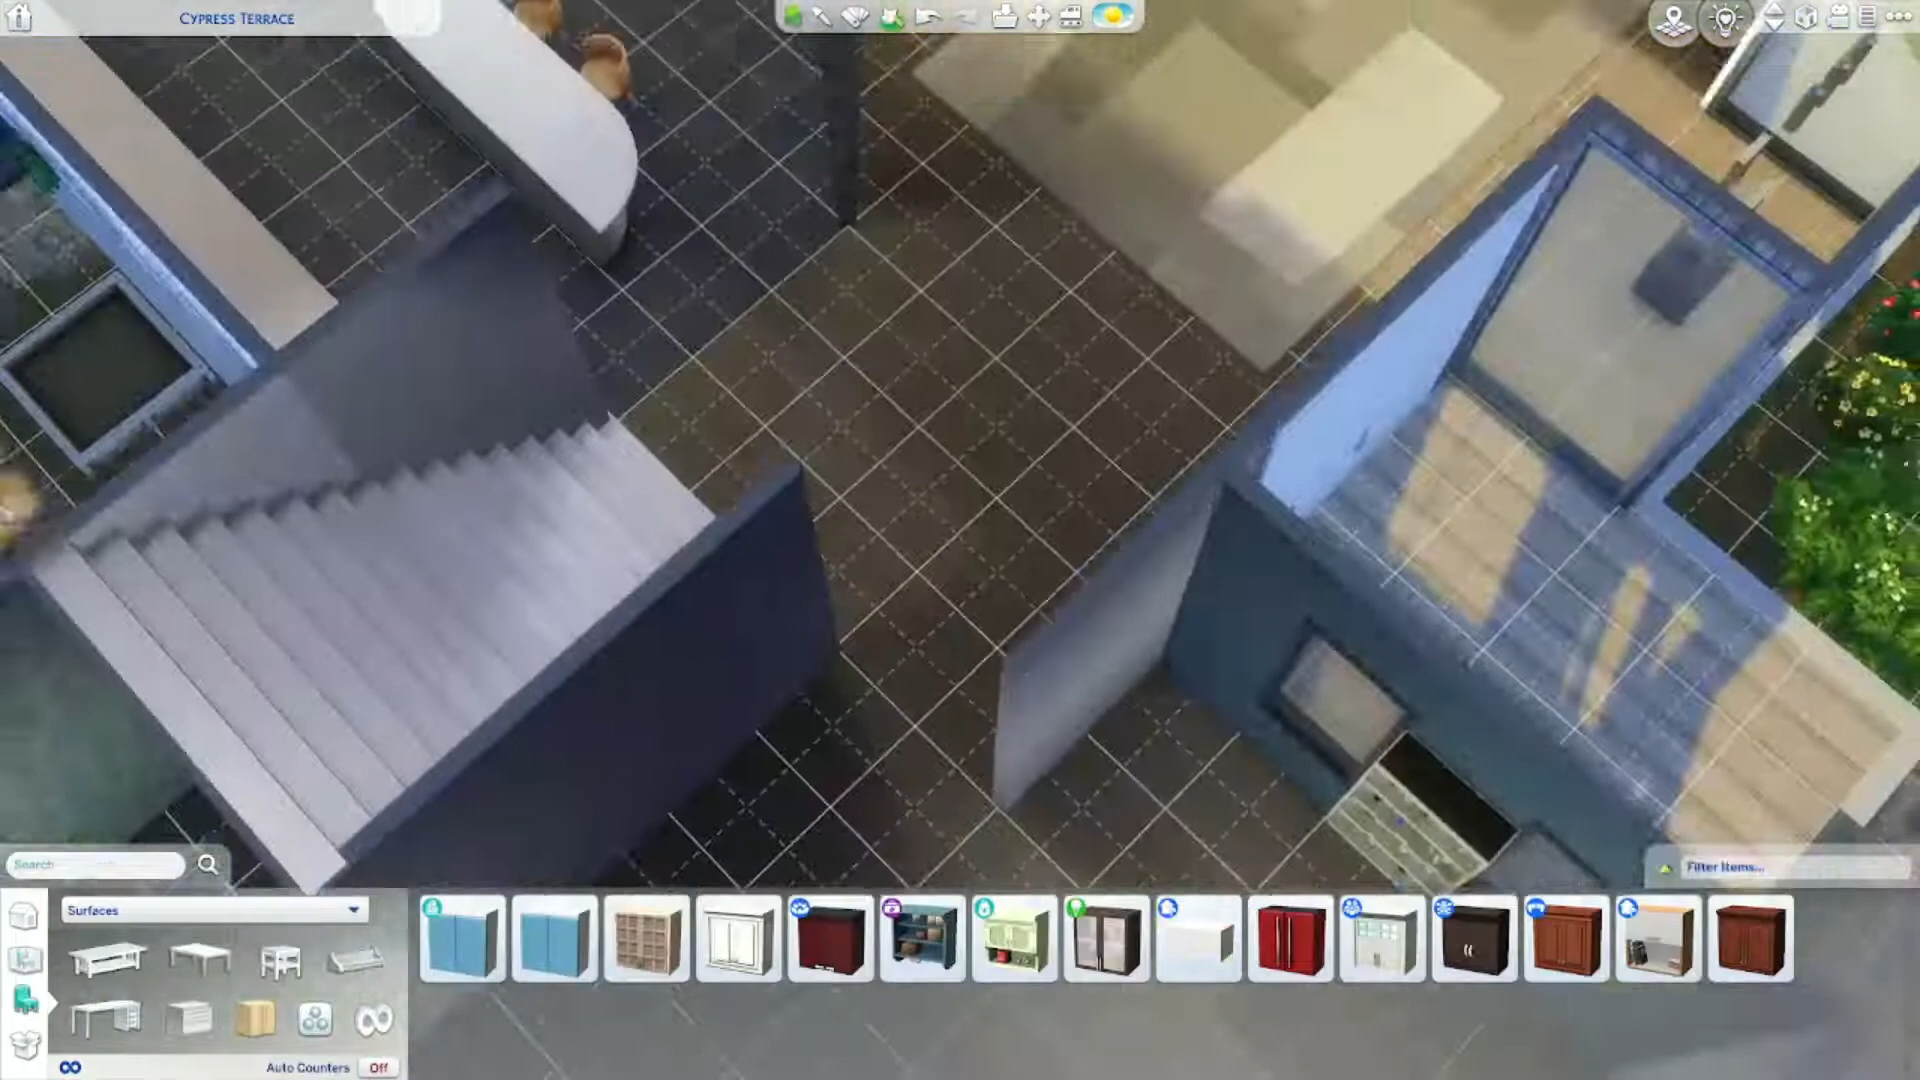 CYPRESS TERRACE
Search
Filter Items...
Surfaces
Auto Counters
Off